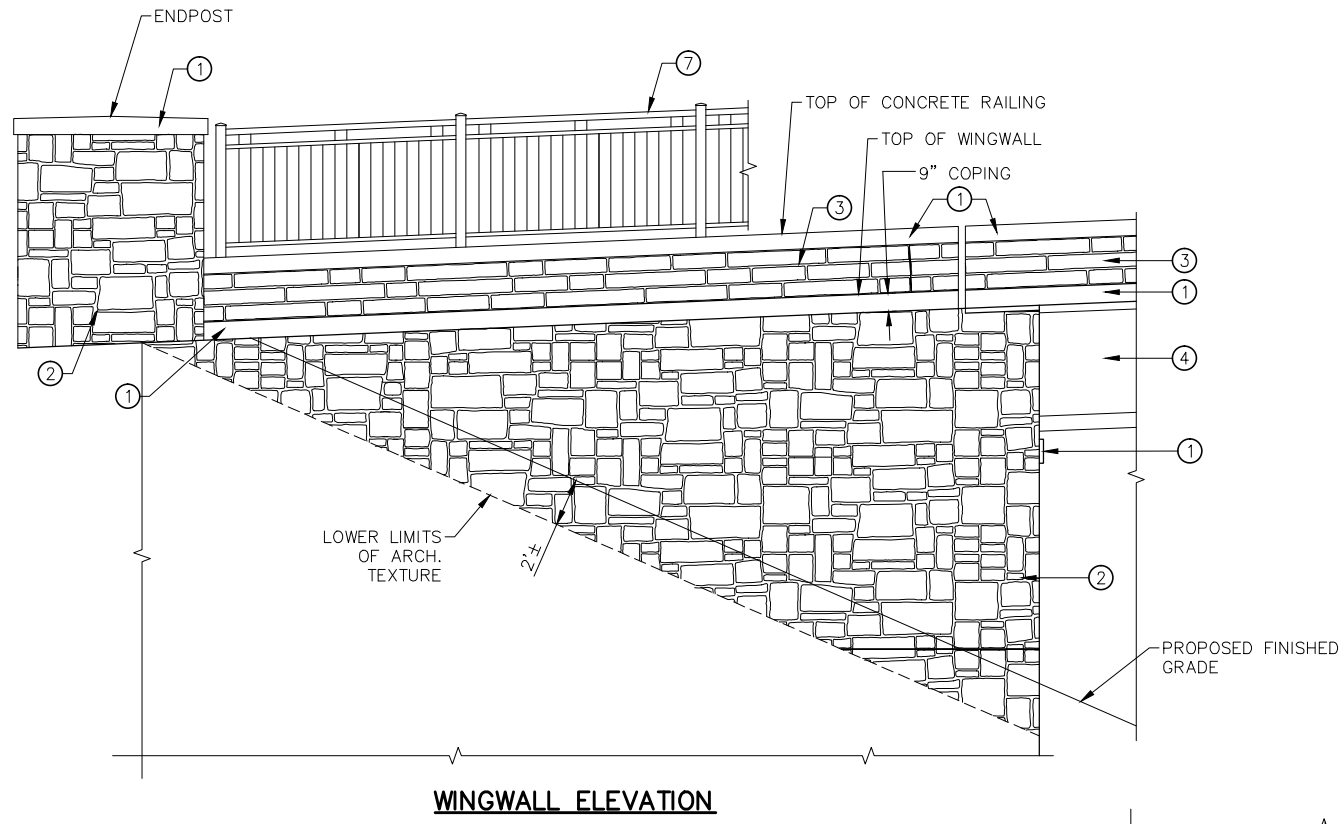 ENDPOST
1
7
TOP OF CONCRETE RAILING
TOP OF WINGWALL
9" COPING
3
1
3
1
2
1
4
1
LOWER LIMITS
OF ARCH.
TEXTURE
2'±
2
PROPOSED FINISHED
GRADE
WINGWALL ELEVATION